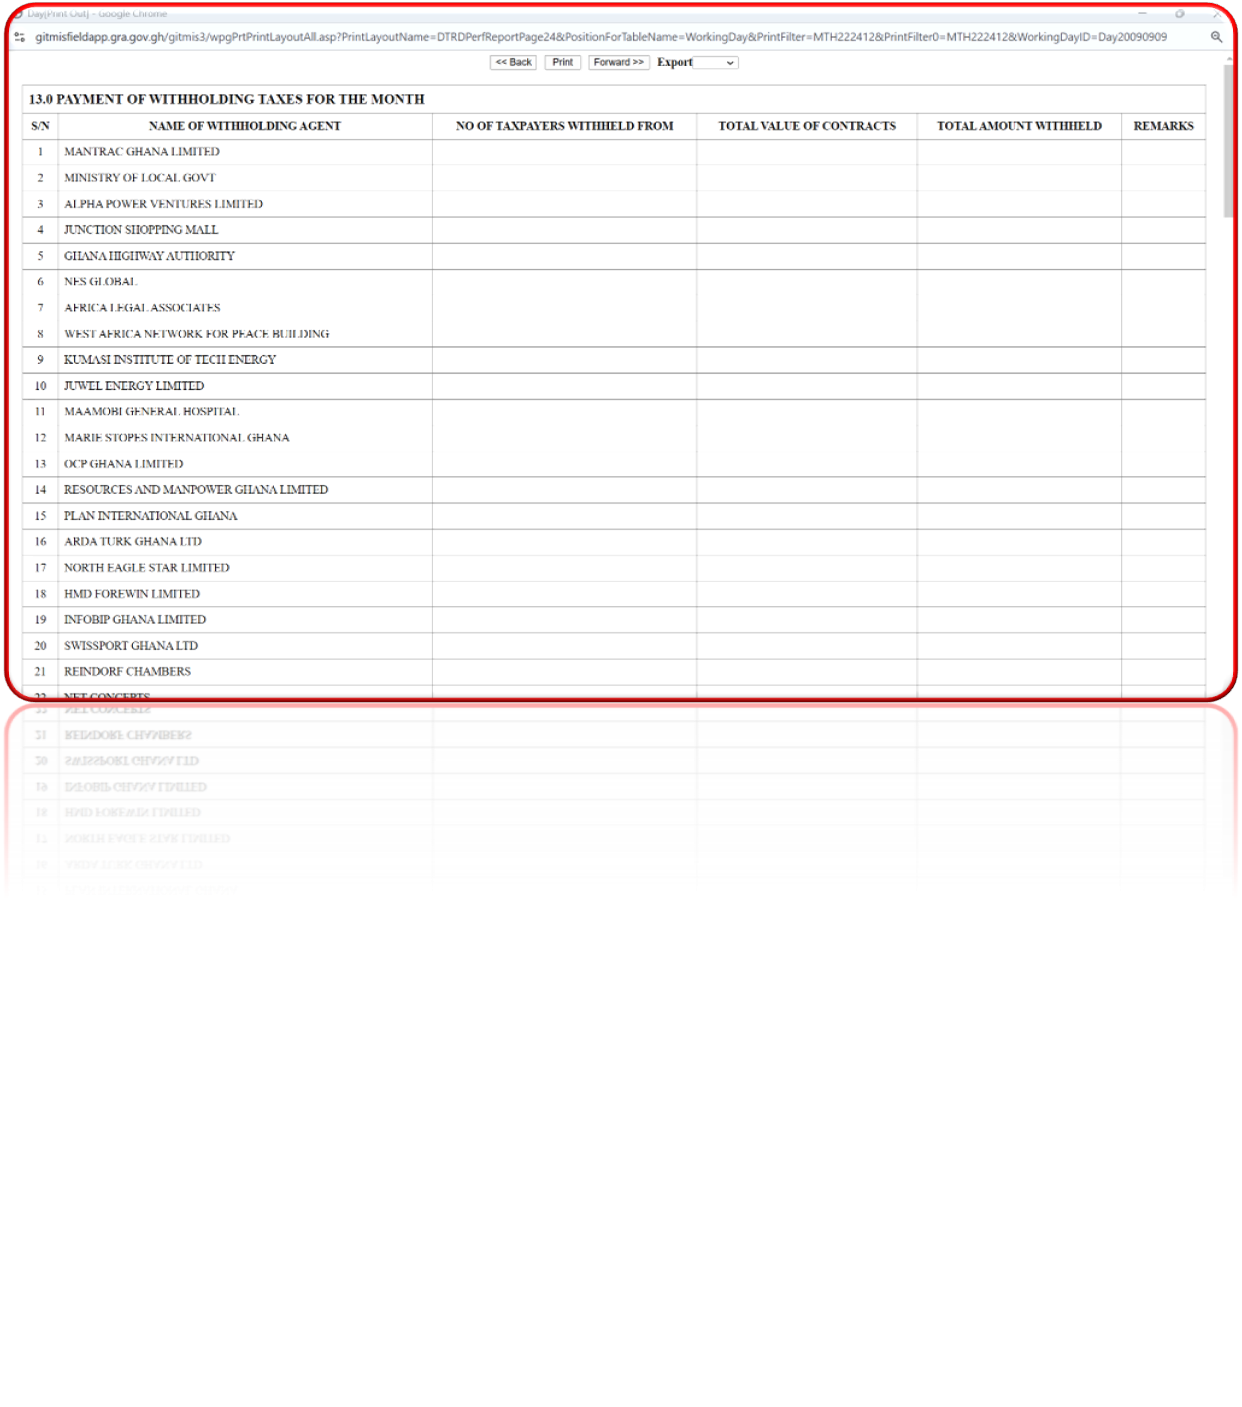 Day[Print Out] - Google Chrome
gitmisfieldapp.gra.gov.gh/gitmis3/wpgPrtPrintLayoutAll.asp?PrintLayoutName=DTRDPerfReportPage24&PositionForTableName=WorkingDay&PrintFilter=MTH222412&PrintFilter0=MTH222412&WorkingDayID=Day20090909
<< Back Print Forward >> Export
13.0 PAYMENT OF WITHHOLDING TAXES FOR THE MONTH
S/N NAME OF WITHHOLDING AGENT NO OF TAXPAYERS WITHHELD FROM TOTAL VALUE OF CONTRACTS TOTAL AMOUNT WITHHELD REMARKS
1 MANTRAC GHANA LIMITED
2 MINISTRY OF LOCAL GOVT
3 ALPHA POWER VENTURES LIMITED
4 JUNCTION SHOPPING MALL
5 GHANA HIGHWAY AUTHORITY
6 NES GLOBAL
7 AFRICA LEGAL ASSOCIATES
8 WEST AFRICA NETWORK FOR PEACE BUILDING
9 KUMASI INSTITUTE OF TECH ENERGY
10 JUWEL ENERGY LIMITED
11 MAAMOBI GENERAL HOSPITAL
12 MARIE STOPES INTERNATIONAL GHANA
13 OCP GHANA LIMITED
14 RESOURCES AND MANPOWER GHANA LIMITED
15 PLAN INTERNATIONAL GHANA
16 ARDA TURK GHANA LTD
17 NORTH EAGLE STAR LIMITED
18 HMD FOREWIN LIMITED
19 INFOBIP GHANA LIMITED
20 SWISSPORT GHANA LTD
21 REINDORF CHAMBERS
22 NET CONCEPTS